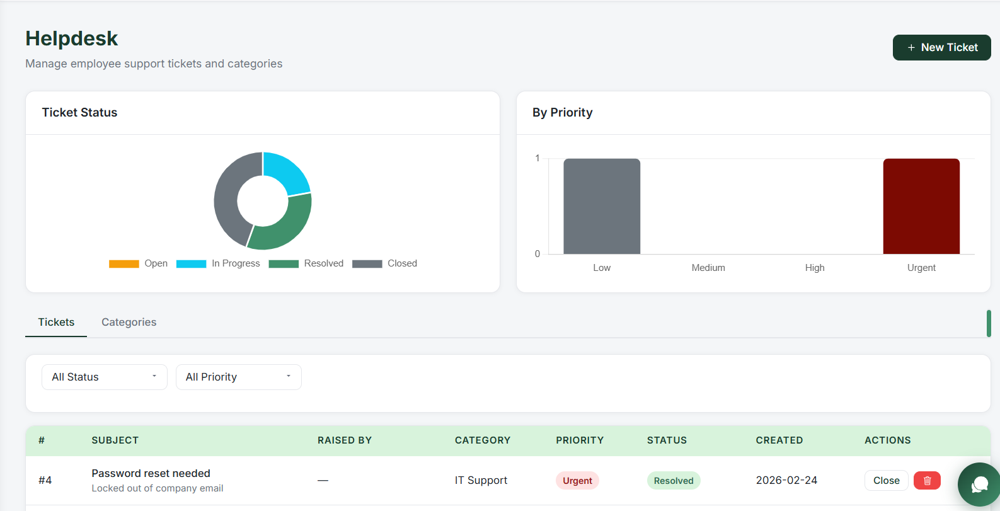 Helpdesk
Manage employee support tickets and categories
+ New Ticket
Ticket Status
Open In Progress Resolved Closed
By Priority
1
0
Low Medium High Urgent
Tickets Categories
All Status All Priority
# SUBJECT RAISED BY CATEGORY PRIORITY STATUS CREATED ACTIONS
#4 Password reset needed — IT Support Urgent Resolved 2026-02-24 Close
Locked out of company email